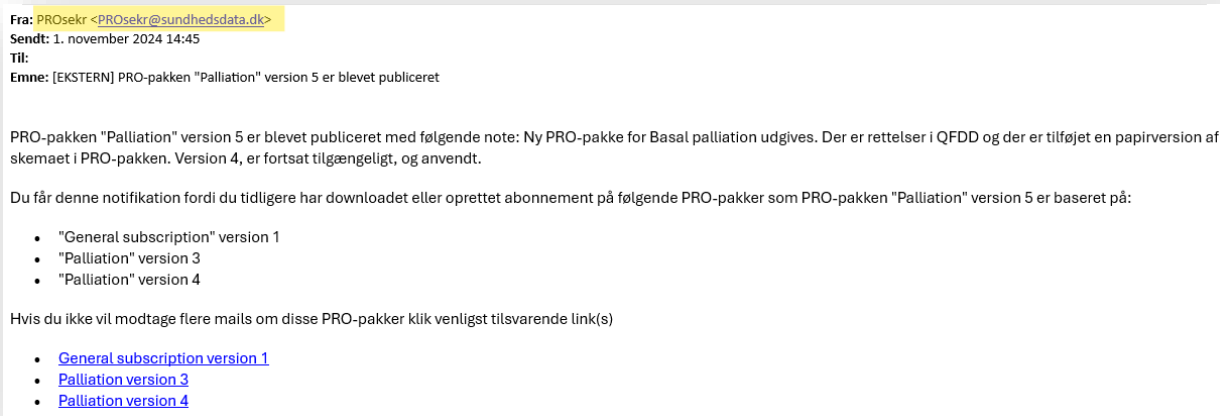 Fra: PROsekr <PROsekr@sundhedsdata.dk>
Sendt: 1. november 2024 14:45
Til:
Emne: [EKSTERN] PRO-pakken "Palliation" version 5 er blevet publiceret
PRO-pakken "Palliation" version 5 er blevet publiceret med følgende note: Ny PRO-pakke for Basal palliation udgives. Der er rettelser i QFDD og der er tilføjet en papirversion af
skemaet i PRO-pakken. Version 4, er fortsat tilgængeligt, og anvendt.
Du får denne notifikation fordi du tidligere har downloadet eller oprettet abonnement på følgende PRO-pakker som PRO-pakken "Palliation" version 5 er baseret på:
• "General subscription" version 1
• "Palliation" version 3
• "Palliation" version 4
Hvis du ikke vil modtage flere mails om disse PRO-pakker klik venligst tilsvarende link(s)
• General subscription version 1
• Palliation version 3
• Palliation version 4